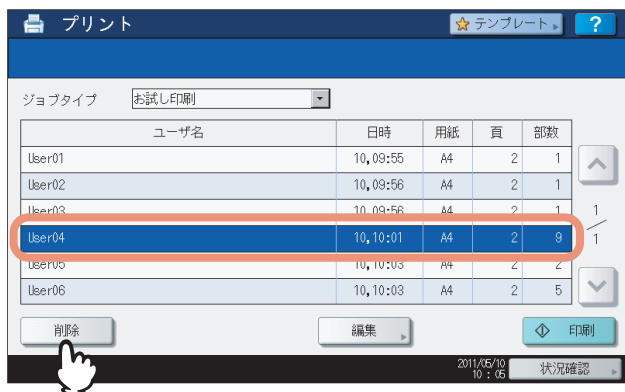 プリント テンプレート ?
ジョブタイプ お試し印刷
ユーザ名 日時 用紙 頁 部数
User01 10,09:55 A4 2 1
User02 10,09:56 A4 2 1
User03 10,09:56 A4 2 1
User04 10,10:01 A4 2 9
User05 10,10:03 A4 2 2
User06 10,10:03 A4 2 5
1/1
削除 編集 印刷
2011/05/10
10:05 状況確認